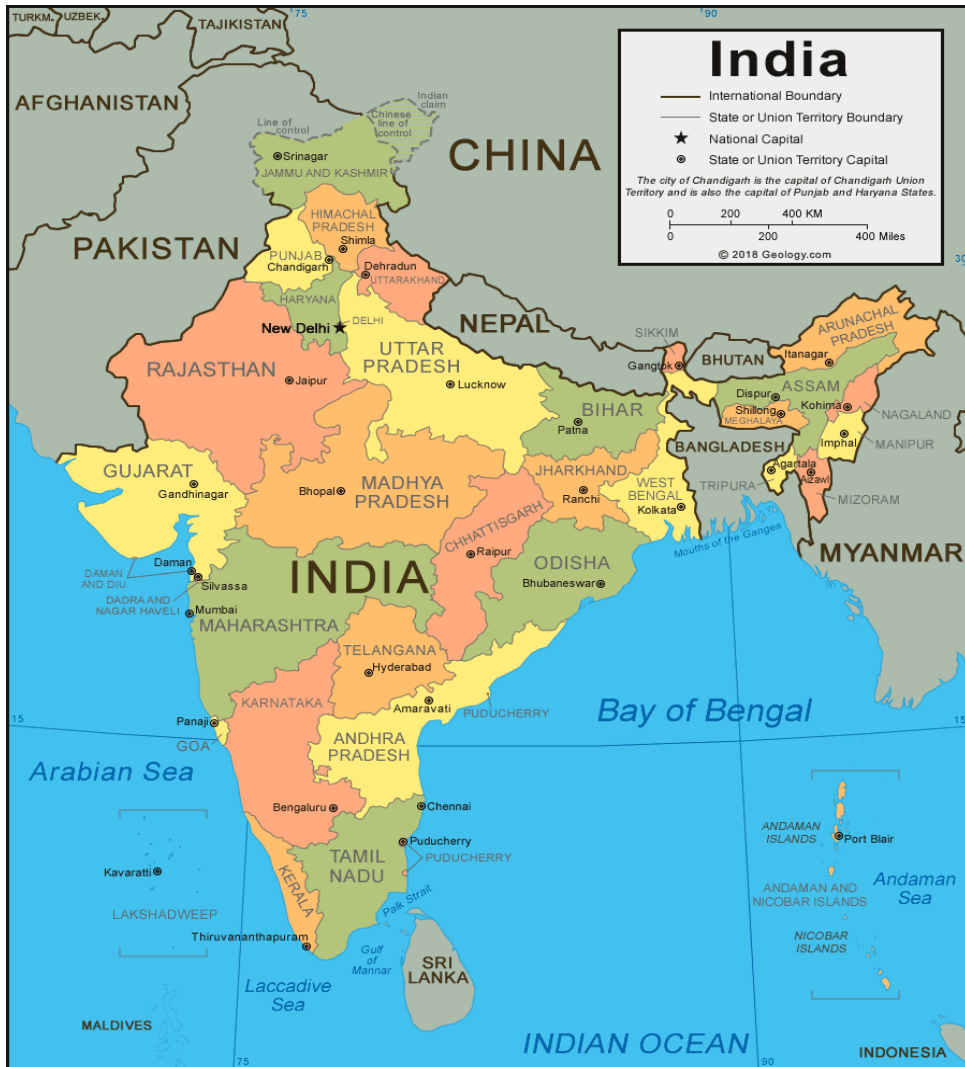 TURKM.
UZBEK.
75
90
TAJIKISTAN
AFGHANISTAN
India
International Boundary
State or Union Territory Boundary
National Capital
State or Union Territory Capital
The city of Chandigarh is the capital of Chandigarh Union
Territory and is also the capital of Punjab and Haryana States.
0 200 400 KM
0 200 400 Miles
© 2018 Geology.com
Indian
claim
Chinese
line of
control
Line of
control
CHINA
Srinagar
JAMMU AND KASHMIR
HIMACHAL
PRADESH
Shimla
PAKISTAN
PUNJAB
Chandigarh
Dehradun
UTTARAKHAND
30
HARYANA
New Delhi
DELHI
NEPAL
SIKKIM
Gangtok
BHUTAN
ARUNACHAL
PRADESH
Itanagar
RAJASTHAN
Jaipur
UTTAR
PRADESH
Lucknow
Dispur
ASSAM
Shillong
MEGHALAYA
Kohima
NAGALAND
BIHAR
Patna
BANGLADESH
Imphal
MANIPUR
GUJARAT
Gandhinagar
Bhopal
MADHYA
PRADESH
JHARKHAND
Ranchi
WEST
BENGAL
Kolkata
Agartala
TRIPURA
Aizawl
MIZORAM
CHHATTISGARH
Raipur
Mouths of the Ganges
MYANMAR
ODISHA
Bhubaneswar
Daman
DAMAN
AND DIU
Silvassa
DADRA AND
NAGAR HAVELI
INDIA
Mumbai
MAHARASHTRA
TELANGANA
Hyderabad
KARNATAKA
Amaravati
PUDUCHERRY
15
Panaji
GOA
Bay of Bengal
15
ANDHRA
PRADESH
Arabian Sea
Bengaluru
Chennai
Puducherry
PUDUCHERRY
ANDAMAN
ISLANDS
Port Blair
Kavaratti
TAMIL
NADU
KERALA
LAKSHADWEEP
Palk Strait
ANDAMAN AND
NICOBAR ISLANDS
Andaman
Sea
Thiruvananthapuram
Gulf
of
Mannar
NICOBAR
ISLANDS
SRI
LANKA
Laccadive
Sea
MALDIVES
INDIAN OCEAN
INDONESIA
75
90